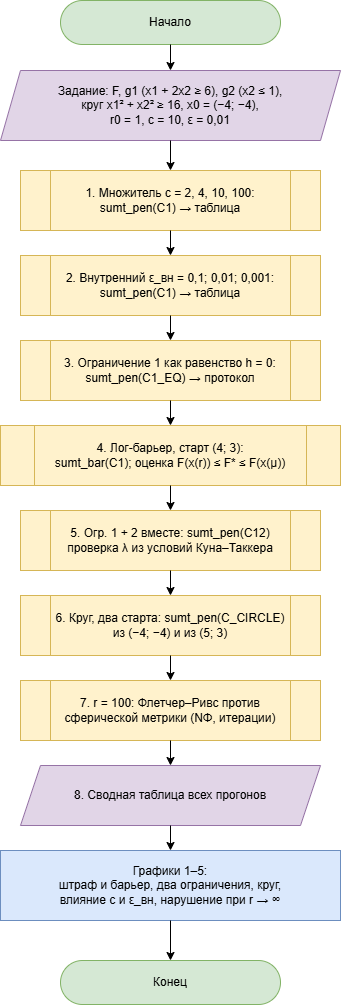 Начало
Задание: F, g1 (x1 + 2x2 ≥ 6), g2 (x2 ≤ 1),
круг x1² + x2² ≥ 16, x0 = (−4; −4),
r0 = 1, c = 10, ε = 0,01
1. Множитель c = 2, 4, 10, 100:
sumt_pen(C1) → таблица
2. Внутренний ε_вн = 0,1; 0,01; 0,001:
sumt_pen(C1) → таблица
3. Ограничение 1 как равенство h = 0:
sumt_pen(C1_EQ) → протокол
4. Лог-барьер, старт (4; 3):
sumt_bar(C1); оценка F(x(r)) ≤ F* ≤ F(x(μ))
5. Огр. 1 + 2 вместе: sumt_pen(C12)
проверка λ из условий Куна–Таккера
6. Круг, два старта: sumt_pen(C_CIRCLE)
из (−4; −4) и из (5; 3)
7. r = 100: Флетчер–Ривс против
сферической метрики (NФ, итерации)
8. Сводная таблица всех прогонов
Графики 1–5:
штраф и барьер, два ограничения, круг,
влияние c и ε_вн, нарушение при r → ∞
Конец